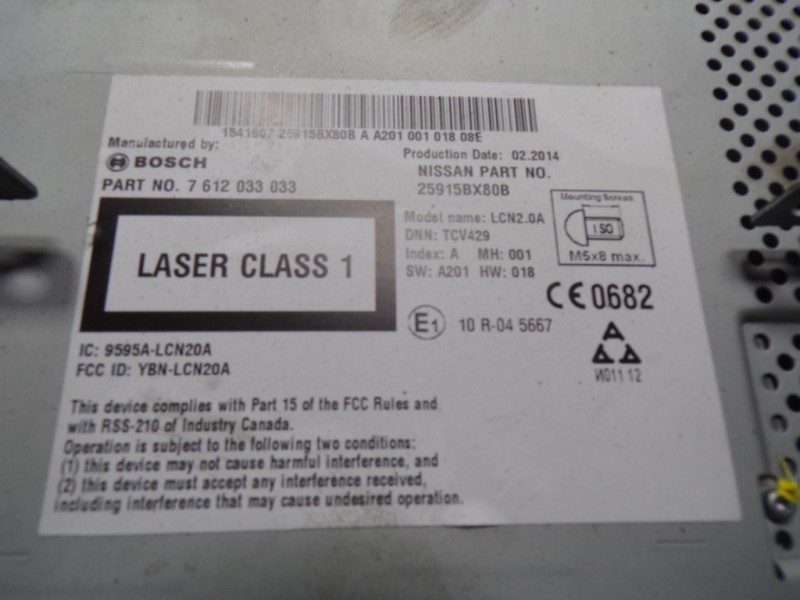 1541807 25915BX80B A A201 001 018 08E
Manufactured by:
BOSCH
PART NO. 7 612 033 033
Production Date: 02.2014
NISSAN PART NO.
25915BX80B
Model name: LCN2.0A
DNN: TCV429
Index: A MH: 001
SW: A201 HW: 018
Mounting Screws
ISO
M5x8 max.
LASER CLASS 1
CE0682
E1 10 R-04 5667
IC: 9595A-LCN20A
FCC ID: YBN-LCN20A
И011 12
This device complies with Part 15 of the FCC Rules and
with RSS-210 of Industry Canada.
Operation is subject to the following two conditions:
(1) this device may not cause harmful interference, and
(2) this device must accept any interference received,
including interference that may cause undesired operation.